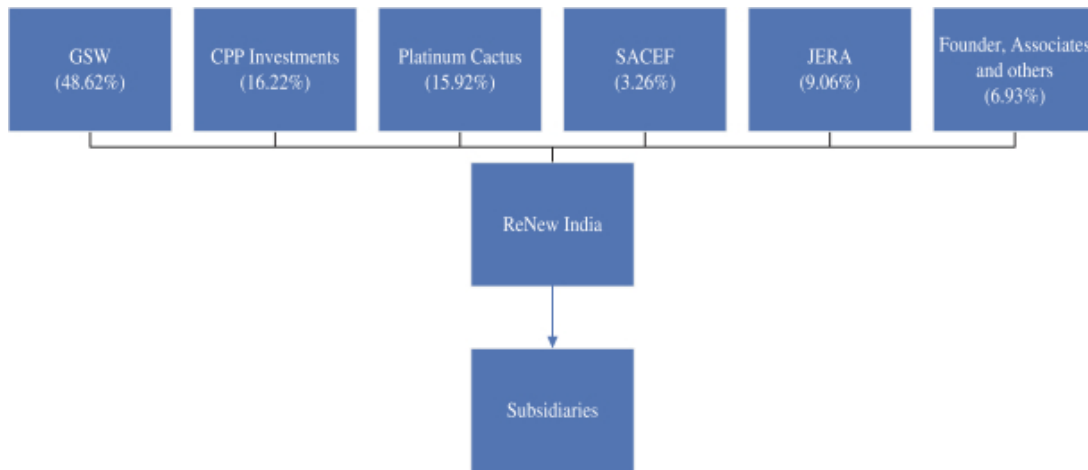 GSW
(48.62%)
CPP Investments
(16.22%)
Platinum Cactus
(15.92%)
SACEF
(3.26%)
JERA
(9.06%)
Founder, Associates
and others
(6.93%)
ReNew India
Subsidiaries